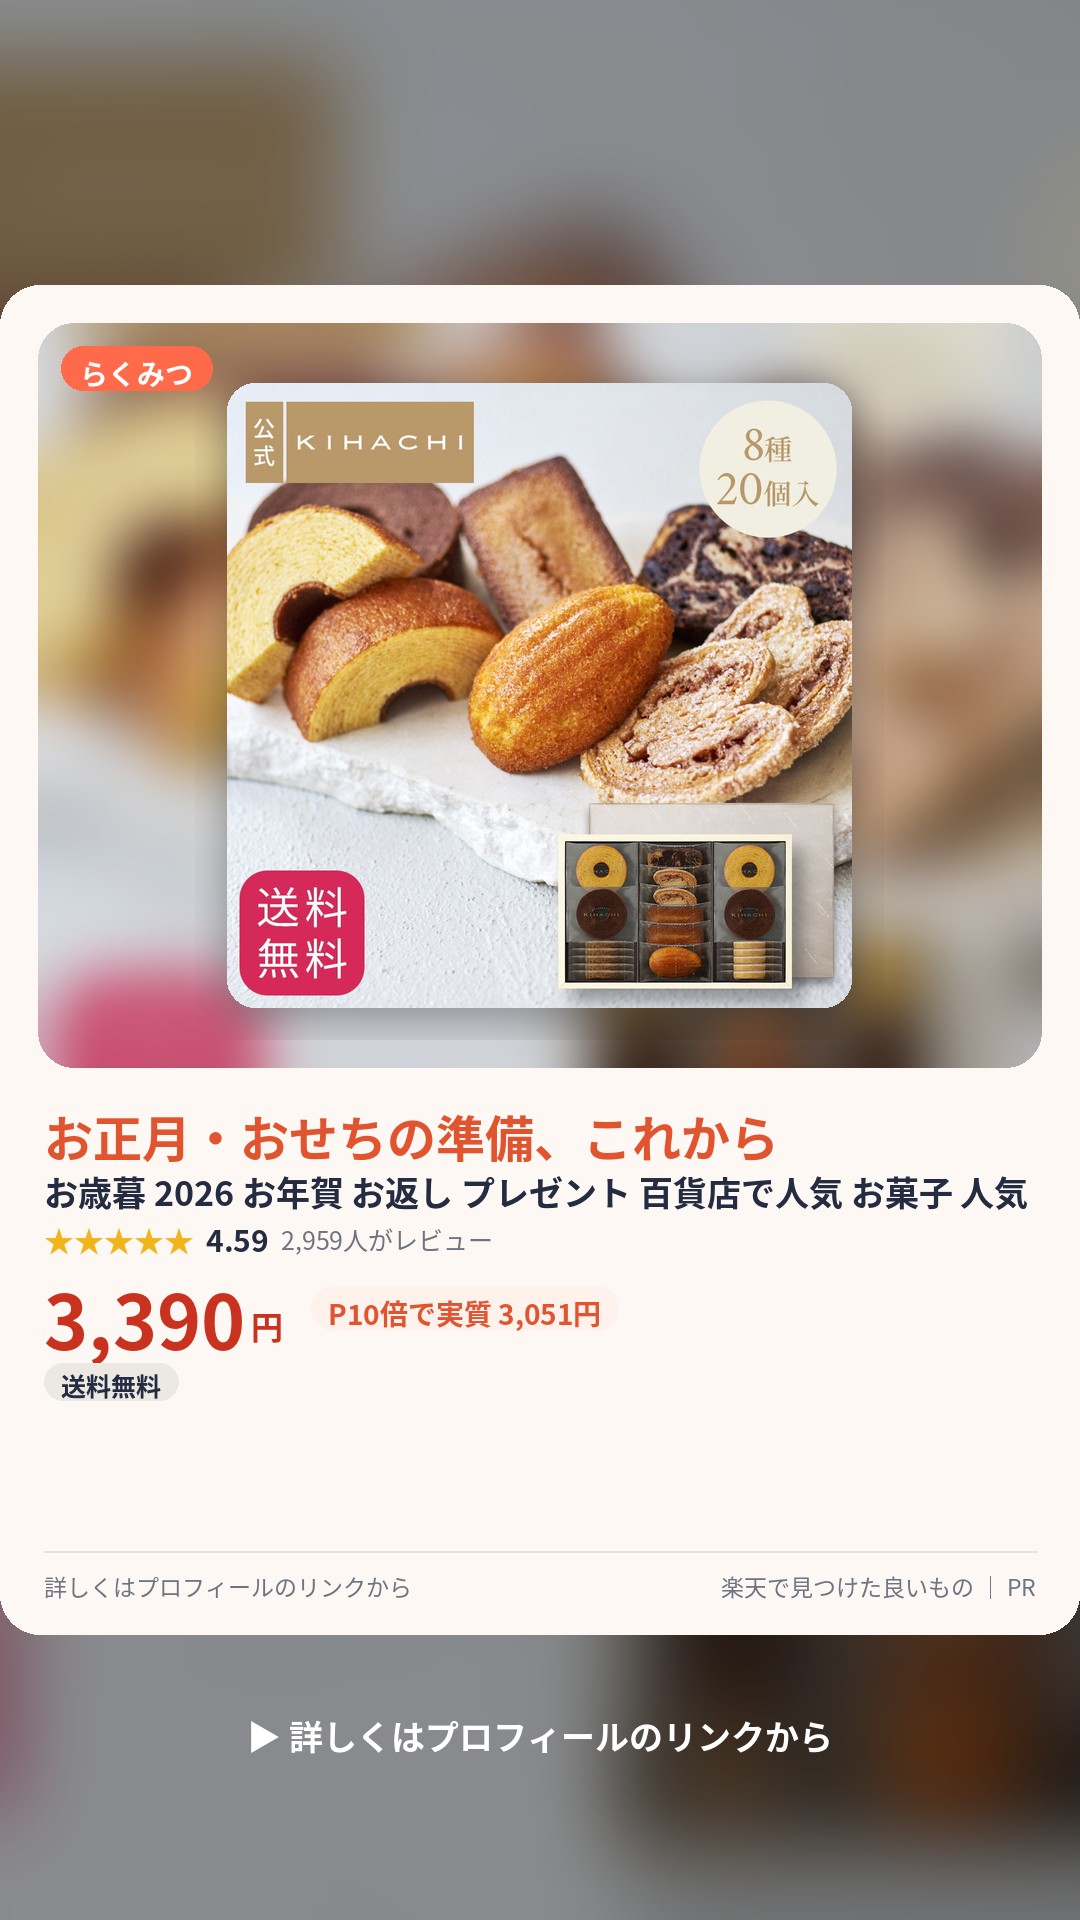 らくみつ
公式 KIHACHI
8種
20個入
KIHACHI
KIHACHI
送料
無料
お正月・おせちの準備、これから
お歳暮 2026 お年賀 お返し プレゼント 百貨店で人気 お菓子 人気
★★★★★ 4.59 2,959人がレビュー
3,390円 P10倍で実質 3,051円
送料無料
詳しくはプロフィールのリンクから
楽天で見つけた良いもの｜PR
▶ 詳しくはプロフィールのリンクから